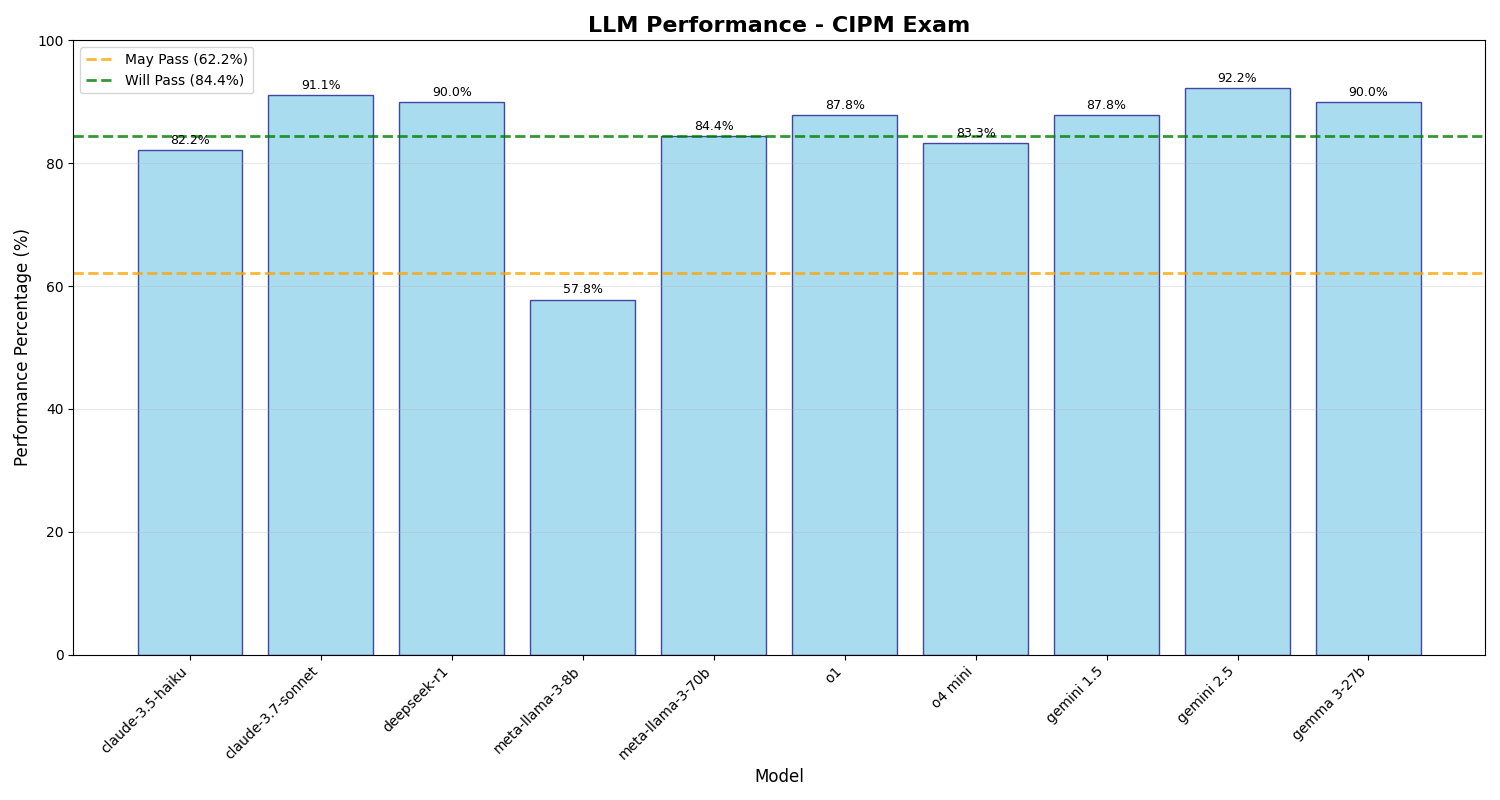 LLM Performance - CIPM Exam
May Pass (62.2%)
Will Pass (84.4%)
Performance Percentage (%)
100
80
60
40
20
0
82.2%
91.1%
90.0%
57.8%
84.4%
87.8%
83.3%
87.8%
92.2%
90.0%
claude-3.5-haiku
claude-3.7-sonnet
deepseek-r1
meta-llama-3-8b
meta-llama-3-70b
o1
o4 mini
gemini 1.5
gemini 2.5
gemma 3-27b
Model